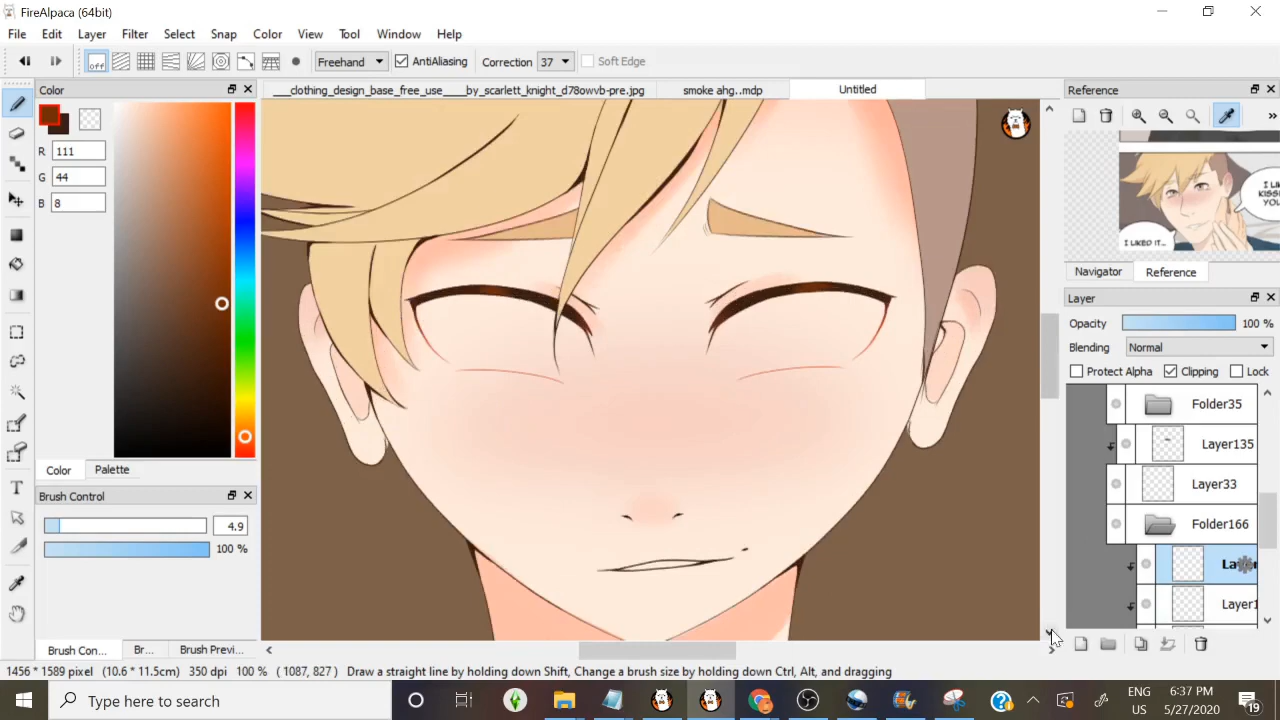 FireAlpaca (64bit)
File Edit Layer Filter Select Snap Color View Tool Window Help
off Freehand AntiAliasing Correction 37 Soft Edge
Color
___clothing_design_base_free_use____by_scarlett_knight_d78owvb-pre.jpg smoke ahg..mdp Untitled
Reference
R 111
G 44
B 8
I LI
KISS
YOU
I LIKED IT...
Navigator Reference
Layer
Opacity 100 %
Blending Normal
Protect Alpha Clipping Lock
Folder35
Layer135
Layer33
Folder166
Color Palette
Brush Control
4.9
100 %
Brush Con... Br... Brush Previ...
1456 * 1589 pixel (10.6 * 11.5cm) 350 dpi 100 % ( 1087, 827 ) Draw a straight line by holding down Shift, Change a brush size by holding down Ctrl, Alt, and dragging
Type here to search
ENG
US
6:37 PM
5/27/2020
19